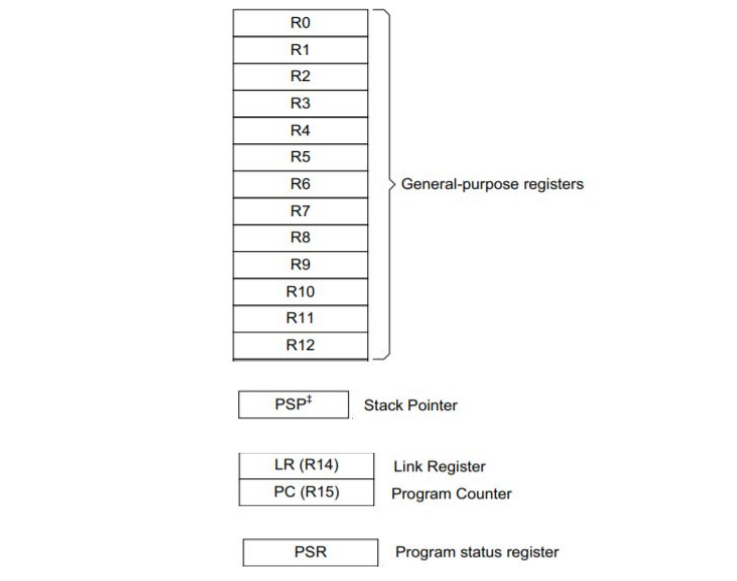 R0
R1
R2
R3
R4
R5
R6 General-purpose registers
R7
R8
R9
R10
R11
R12
PSP‡ Stack Pointer
LR (R14) Link Register
PC (R15) Program Counter
PSR Program status register